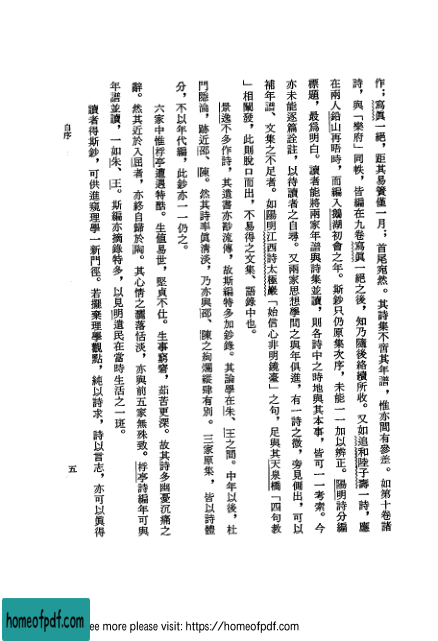 作;寫真一絕,距其易簀僅一月;首尾宛然。其詩集不啻其年譜,惟亦間有參差。如第十卷諸
詩,與「樂府」同帙,皆編在九卷寫真一絕之後,知乃隨後絡續所收。又如追和陸子壽一詩,應
在兩人鉛山再晤時,而編入鵝湖初會之年。斯鈔只仍原集次序,未能一一加以辨正。陽明詩分編
標題,最為明白。讀者能將兩家年譜與詩集並讀,則各詩中之時地與其本事,皆可一一考索。今
亦未能逐篇詮註,以待讀者之自尋。又兩家思想學問之與年俱進,有一詩之微,旁見側出,可以
補年譜、文集之不足者。如陽明江西詩太極巖「始信心非明鏡臺」之句,足與其天泉橋「四句教
」相闡發,此則脫口而出,不易得之文集、語錄中也。
景逸不多作詩,其遺書亦尠流傳,故斯編特多加鈔錄。其論學在朱、王之間。中年以後,杜
門隱淪,跡近邵、陳。然其詩率真清淡,乃亦與邵、陳之絢爛縱肆有別。三家原集,皆以詩體
分,不以年代編,此鈔亦一一仍之。
六家中惟桴亭遭遇特酷。生値易世,堅貞不仕。生事窮窘,茹苦更深。故其詩多幽憂沉痛之
辭。然其近於入屈者,亦終自歸於陶。其心情之灑落恬淡,亦與前五家無殊致。桴亭詩編年可與
年譜並讀,一如朱、王。斯編亦摘錄特多,以見明遺民在當時生活之一斑。
讀者得斯鈔,可供進窺理學一新門徑。若擺棄理學觀點,純以詩求,詩以言志,亦可以真得
自序
五
homeofpdf.com
ee more please visit: https://homeofpdf.com